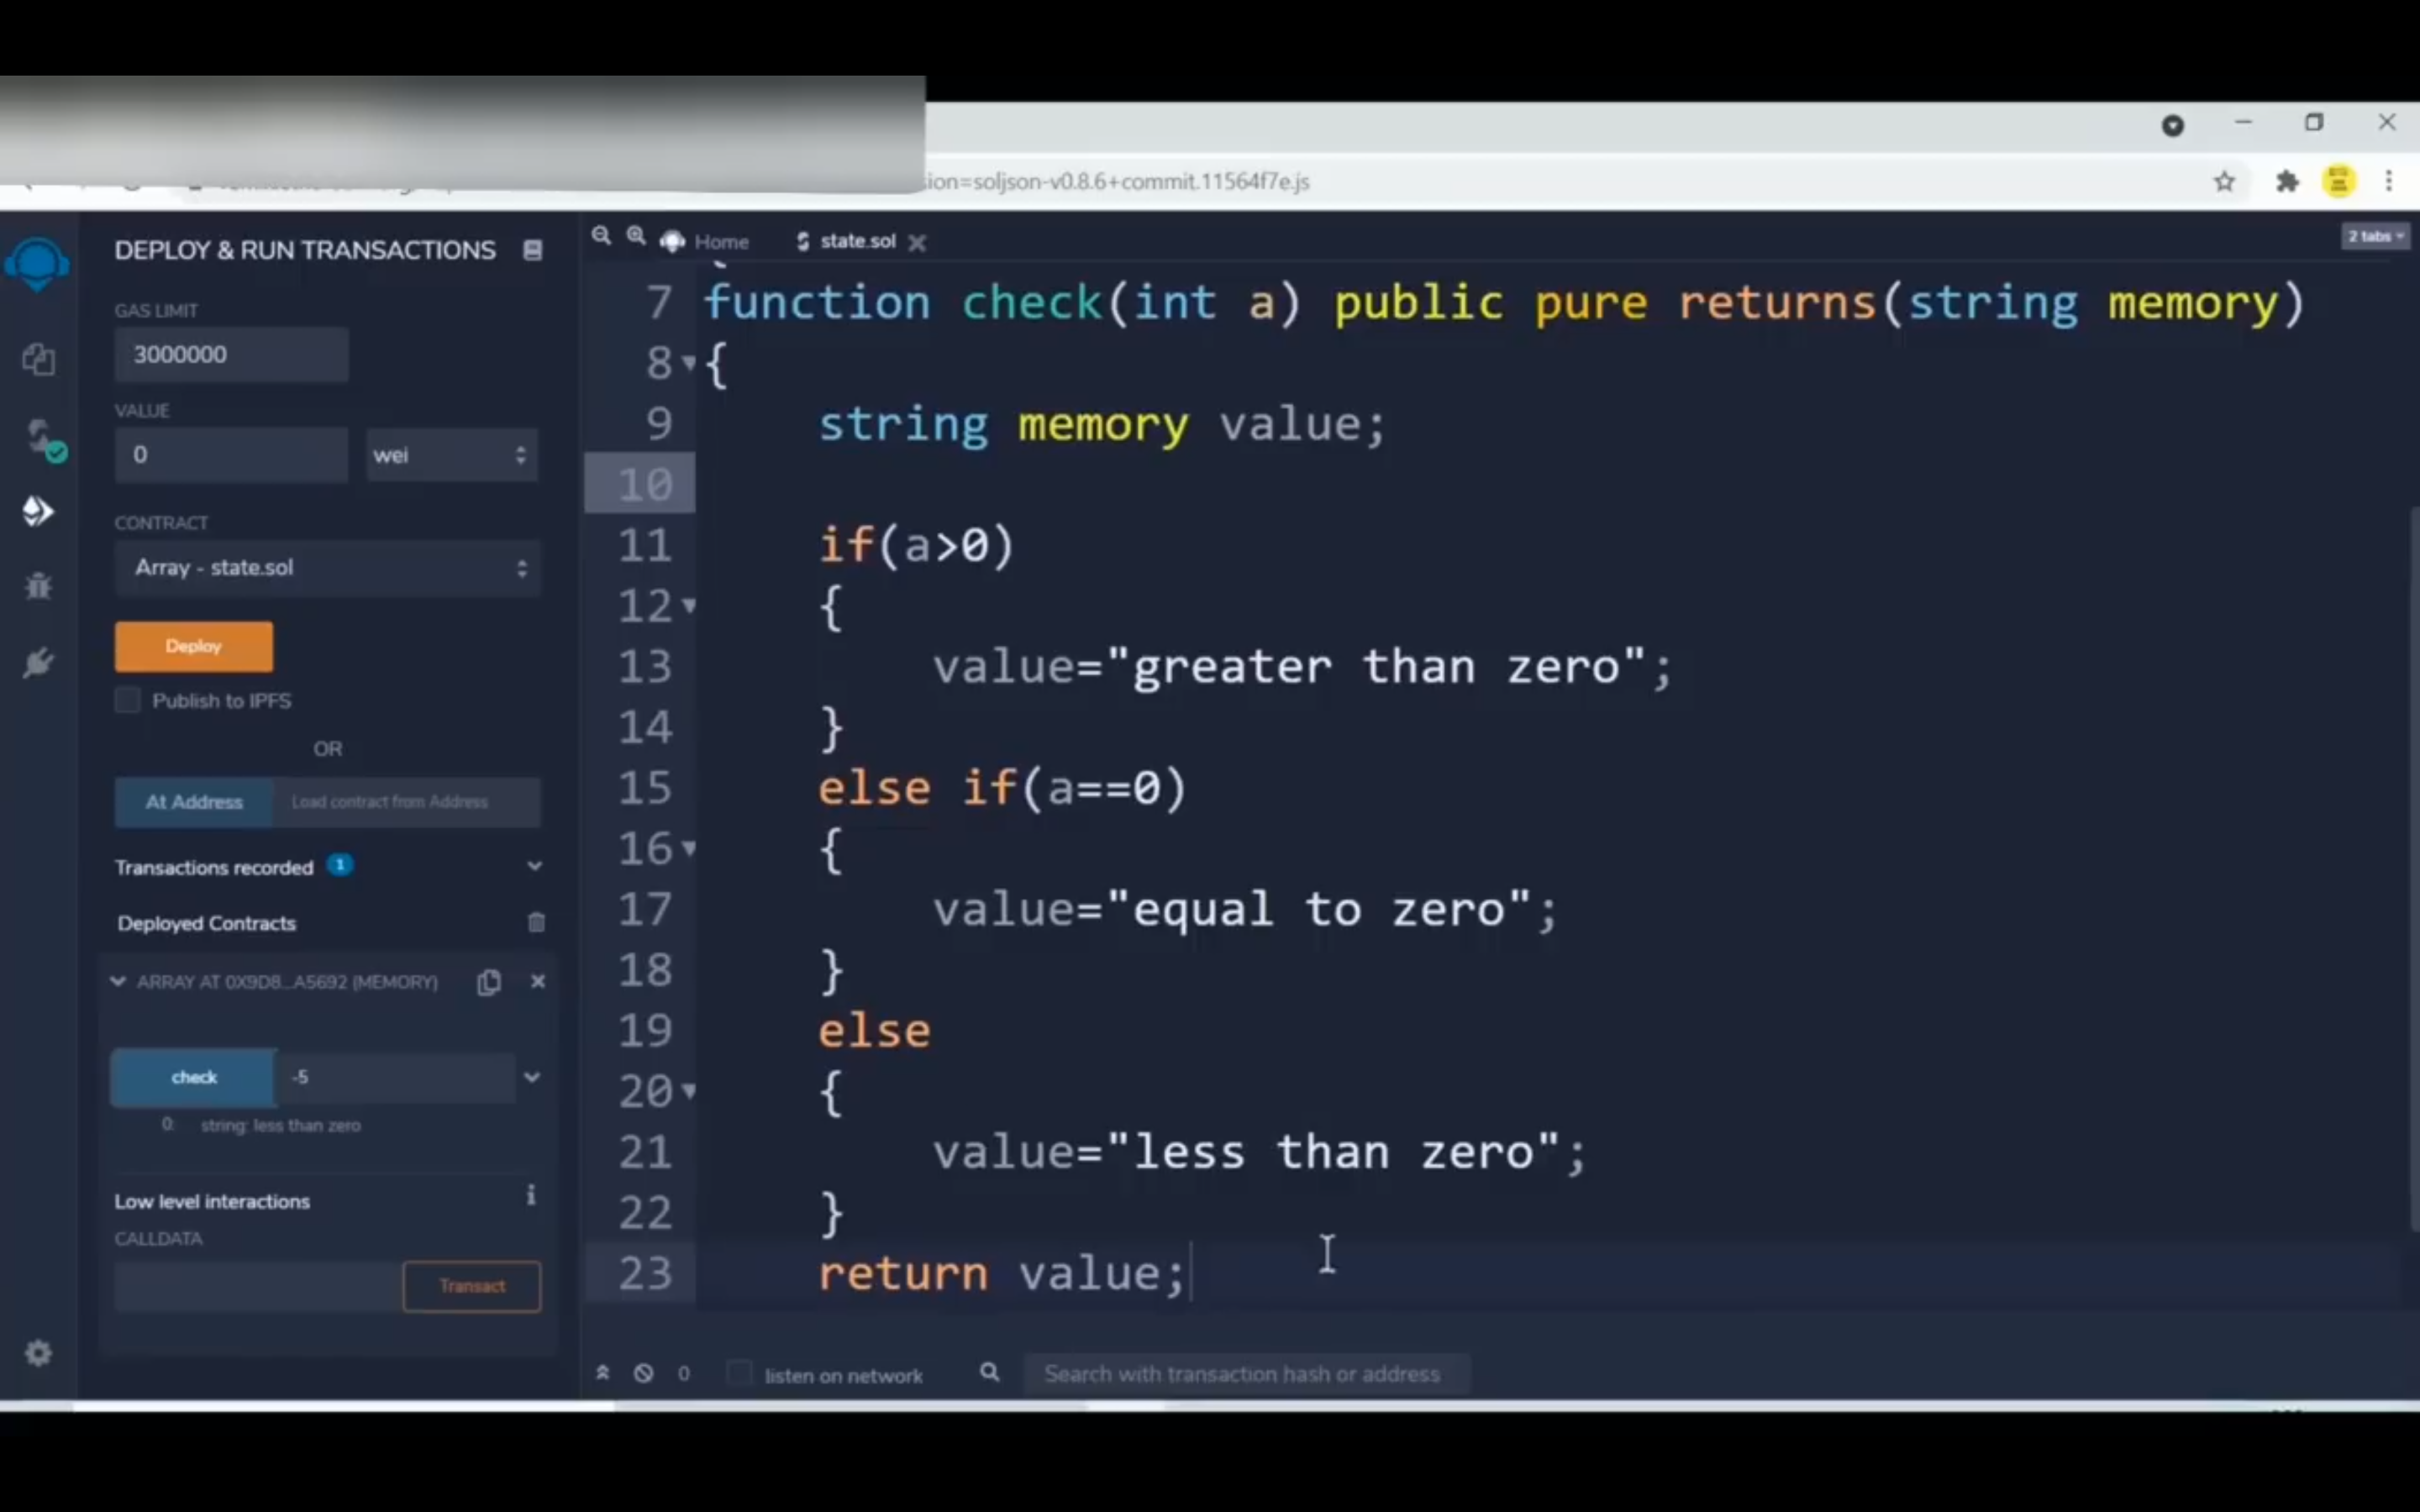 ion=soljson-v0.8.6+commit.11564f7e.js
DEPLOY & RUN TRANSACTIONS
GAS LIMIT
3000000
VALUE
0 wei
CONTRACT
Array - state.sol
Deploy
Publish to IPFS
OR
At Address Load contract from Address
Transactions recorded 1
Deployed Contracts
ARRAY AT 0X9D8...A5692 (MEMORY)
check -5
0: string: less than zero
Low level interactions i
CALLDATA
Transact
Home state.sol
2 tabs
7 function check(int a) public pure returns(string memory)
8 {
9 string memory value;
10
11 if(a>0)
12 {
13 value="greater than zero";
14 }
15 else if(a==0)
16 {
17 value="equal to zero";
18 }
19 else
20 {
21 value="less than zero";
22 }
23 return value;
0 listen on network Search with transaction hash or address